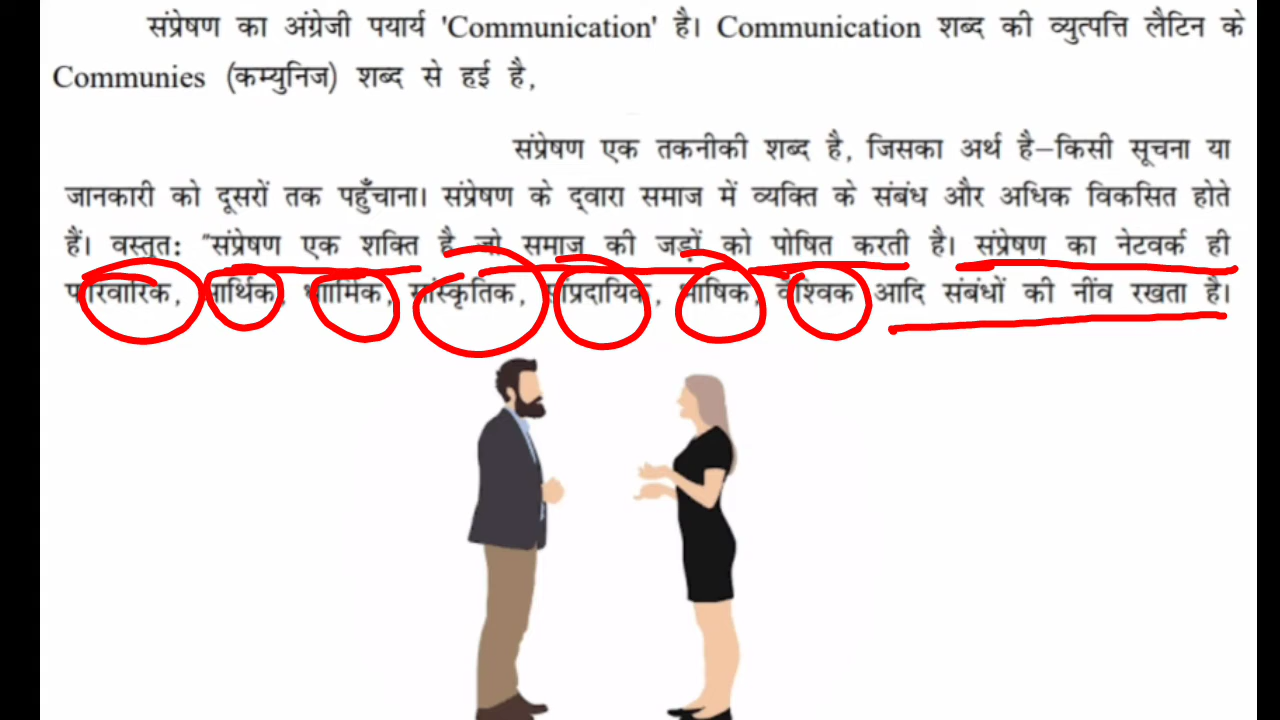 संप्रेषण का अंग्रेजी पयार्य 'Communication' है। Communication शब्द की व्युत्पत्ति लैटिन के
Communies (कम्युनिज) शब्द से हई है,
संप्रेषण एक तकनीकी शब्द है, जिसका अर्थ है–किसी सूचना या
जानकारी को दूसरों तक पहुँचाना। संप्रेषण के द्वारा समाज में व्यक्ति के संबंध और अधिक विकसित होते
हैं। वस्तुतः "संप्रेषण एक शक्ति है जो समाज की जड़ों को पोषित करती है। संप्रेषण का नेटवर्क ही
पारिवारिक, आर्थिक, धार्मिक, सांस्कृतिक, सांप्रदायिक, भाषिक, वैश्विक आदि संबंधों की नींव रखता है।